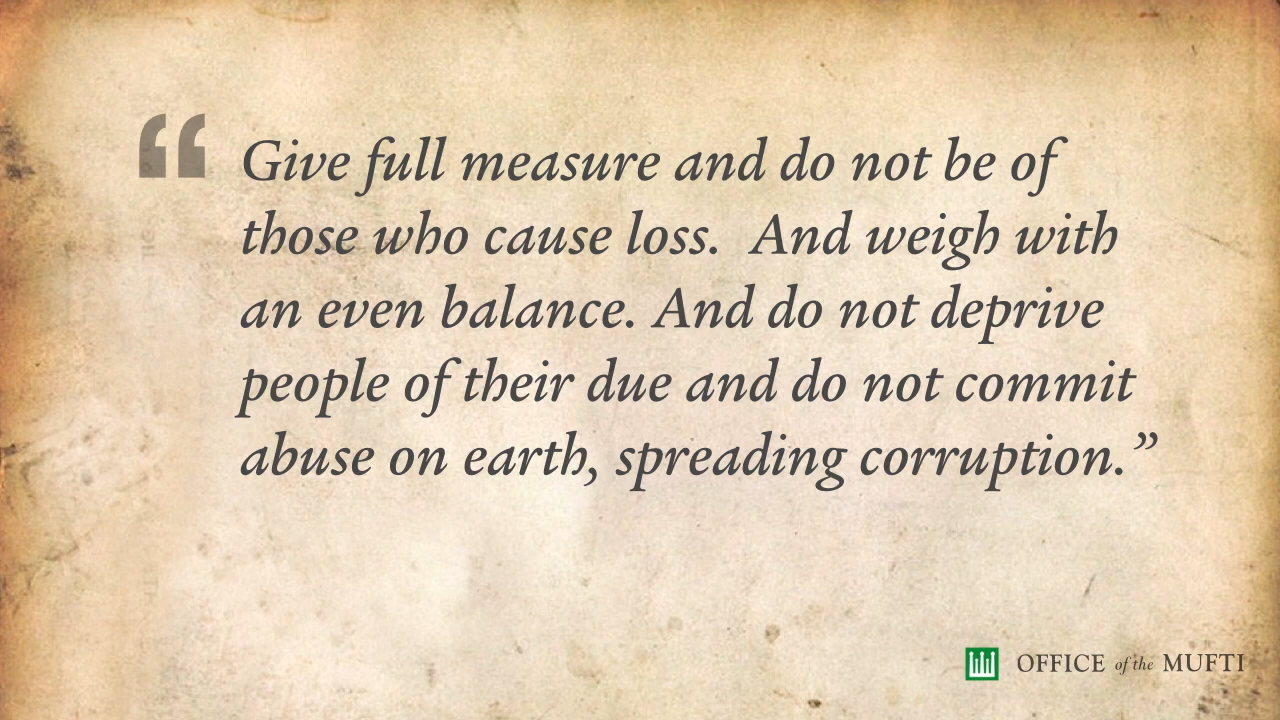 “ Give full measure and do not be of
those who cause loss.  And weigh with
an even balance. And do not deprive
people of their due and do not commit
abuse on earth, spreading corruption.”
OFFICE of the MUFTI